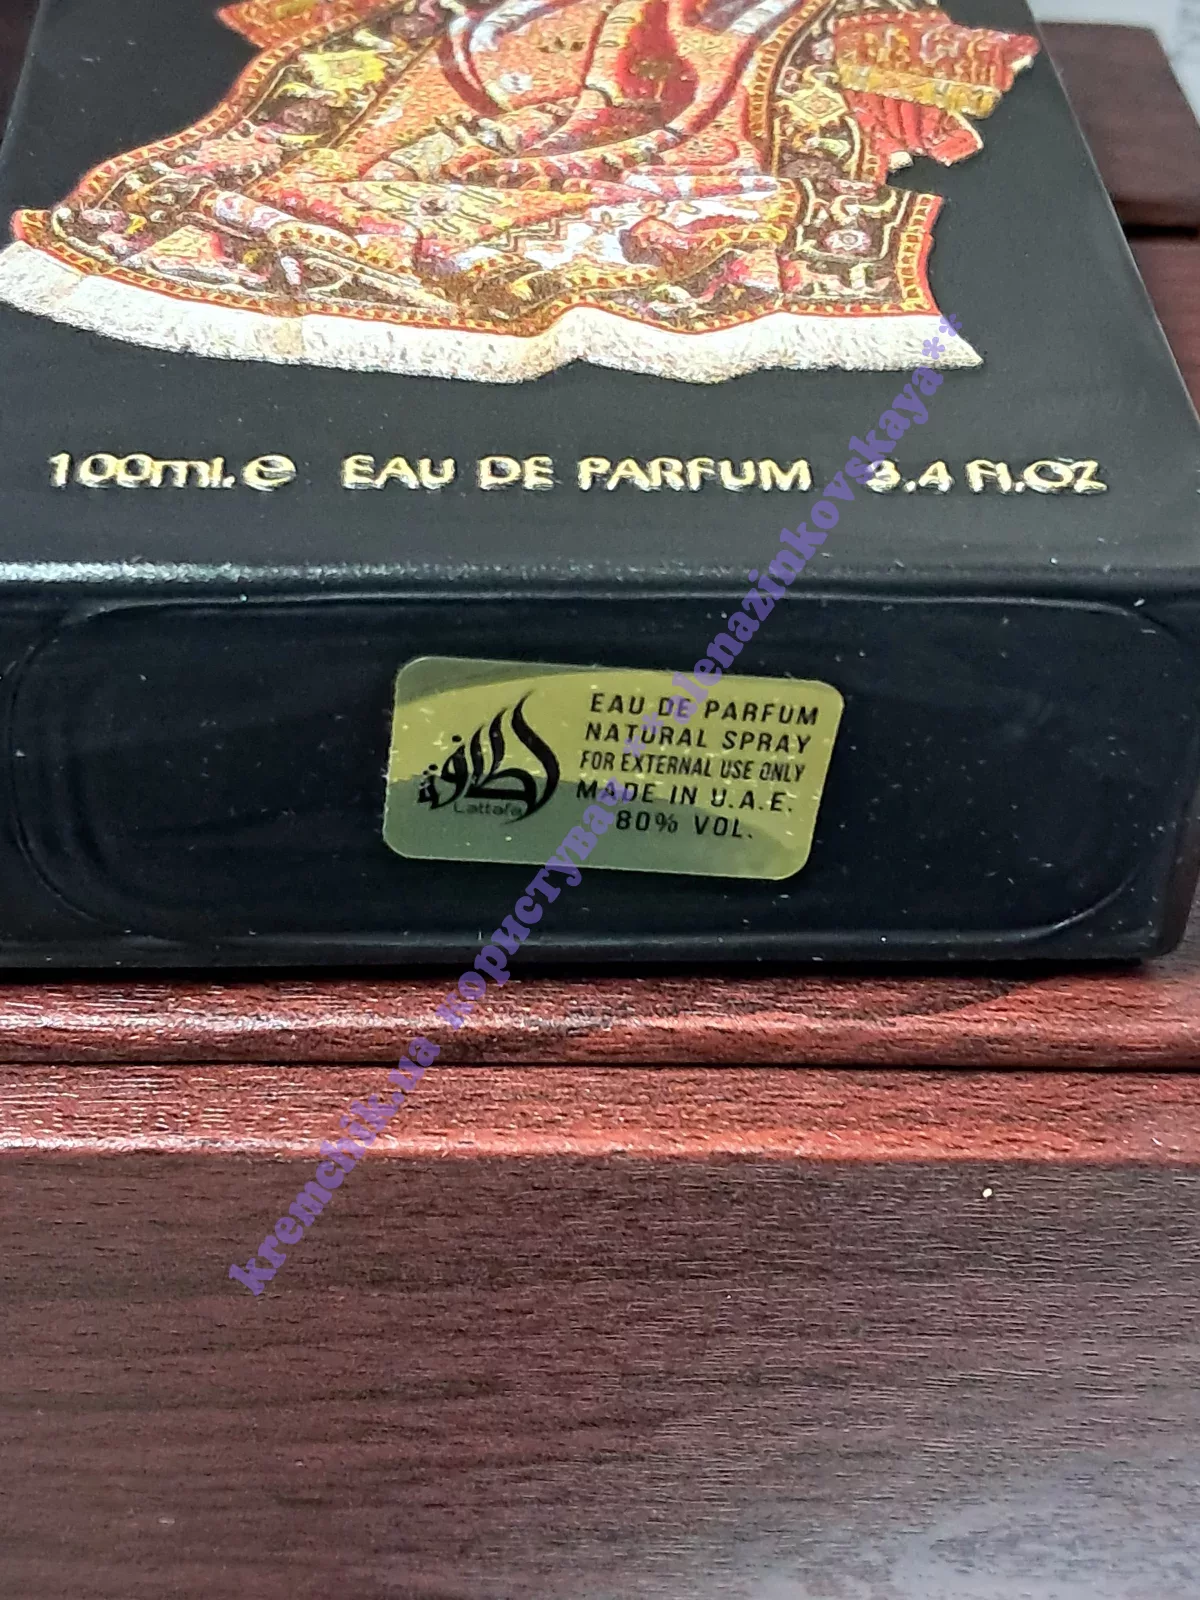 100ml.e EAU DE PARFUM 3.4 Fl.OZ
لطافة
Lattafa
EAU DE PARFUM
NATURAL SPRAY
FOR EXTERNAL USE ONLY
MADE IN U.A.E.
80% VOL.
kremchik.ua користувач **olenazinkovskaya**